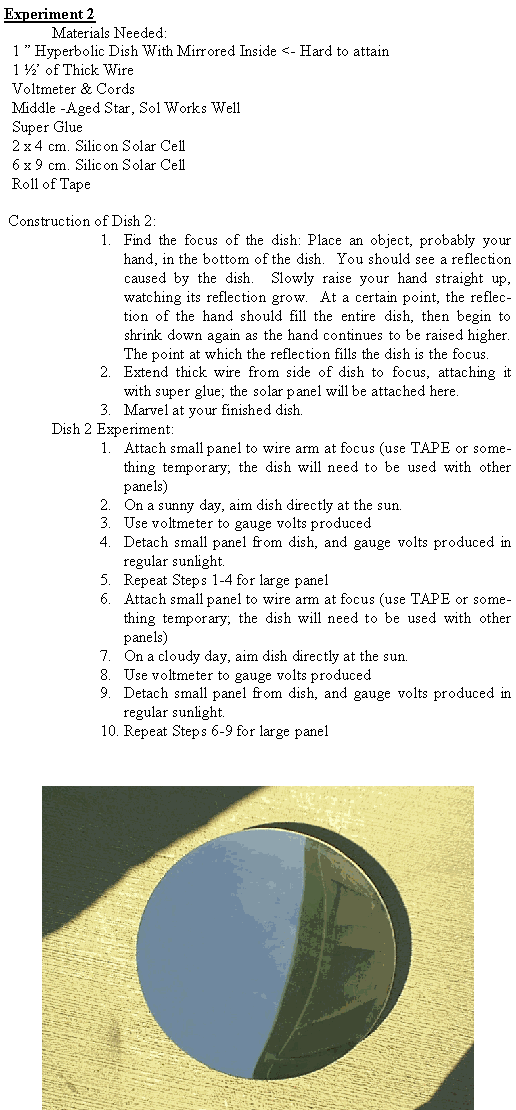 Experiment 2
Materials Needed:
1 ” Hyperbolic Dish With Mirrored Inside <- Hard to attain
1 ½’ of Thick Wire
Voltmeter & Cords
Middle -Aged Star, Sol Works Well
Super Glue
2 x 4 cm. Silicon Solar Cell
6 x 9 cm. Silicon Solar Cell
Roll of Tape
Construction of Dish 2:
1. Find the focus of the dish: Place an object, probably your
hand, in the bottom of the dish. You should see a reflection
caused by the dish. Slowly raise your hand straight up,
watching its reflection grow. At a certain point, the reflec-
tion of the hand should fill the entire dish, then begin to
shrink down again as the hand continues to be raised higher.
The point at which the reflection fills the dish is the focus.
2. Extend thick wire from side of dish to focus, attaching it
with super glue; the solar panel will be attached here.
3. Marvel at your finished dish.
Dish 2 Experiment:
1. Attach small panel to wire arm at focus (use TAPE or some-
thing temporary; the dish will need to be used with other
panels)
2. On a sunny day, aim dish directly at the sun.
3. Use voltmeter to gauge volts produced
4. Detach small panel from dish, and gauge volts produced in
regular sunlight.
5. Repeat Steps 1-4 for large panel
6. Attach small panel to wire arm at focus (use TAPE or some-
thing temporary; the dish will need to be used with other
panels)
7. On a cloudy day, aim dish directly at the sun.
8. Use voltmeter to gauge volts produced
9. Detach small panel from dish, and gauge volts produced in
regular sunlight.
10. Repeat Steps 6-9 for large panel